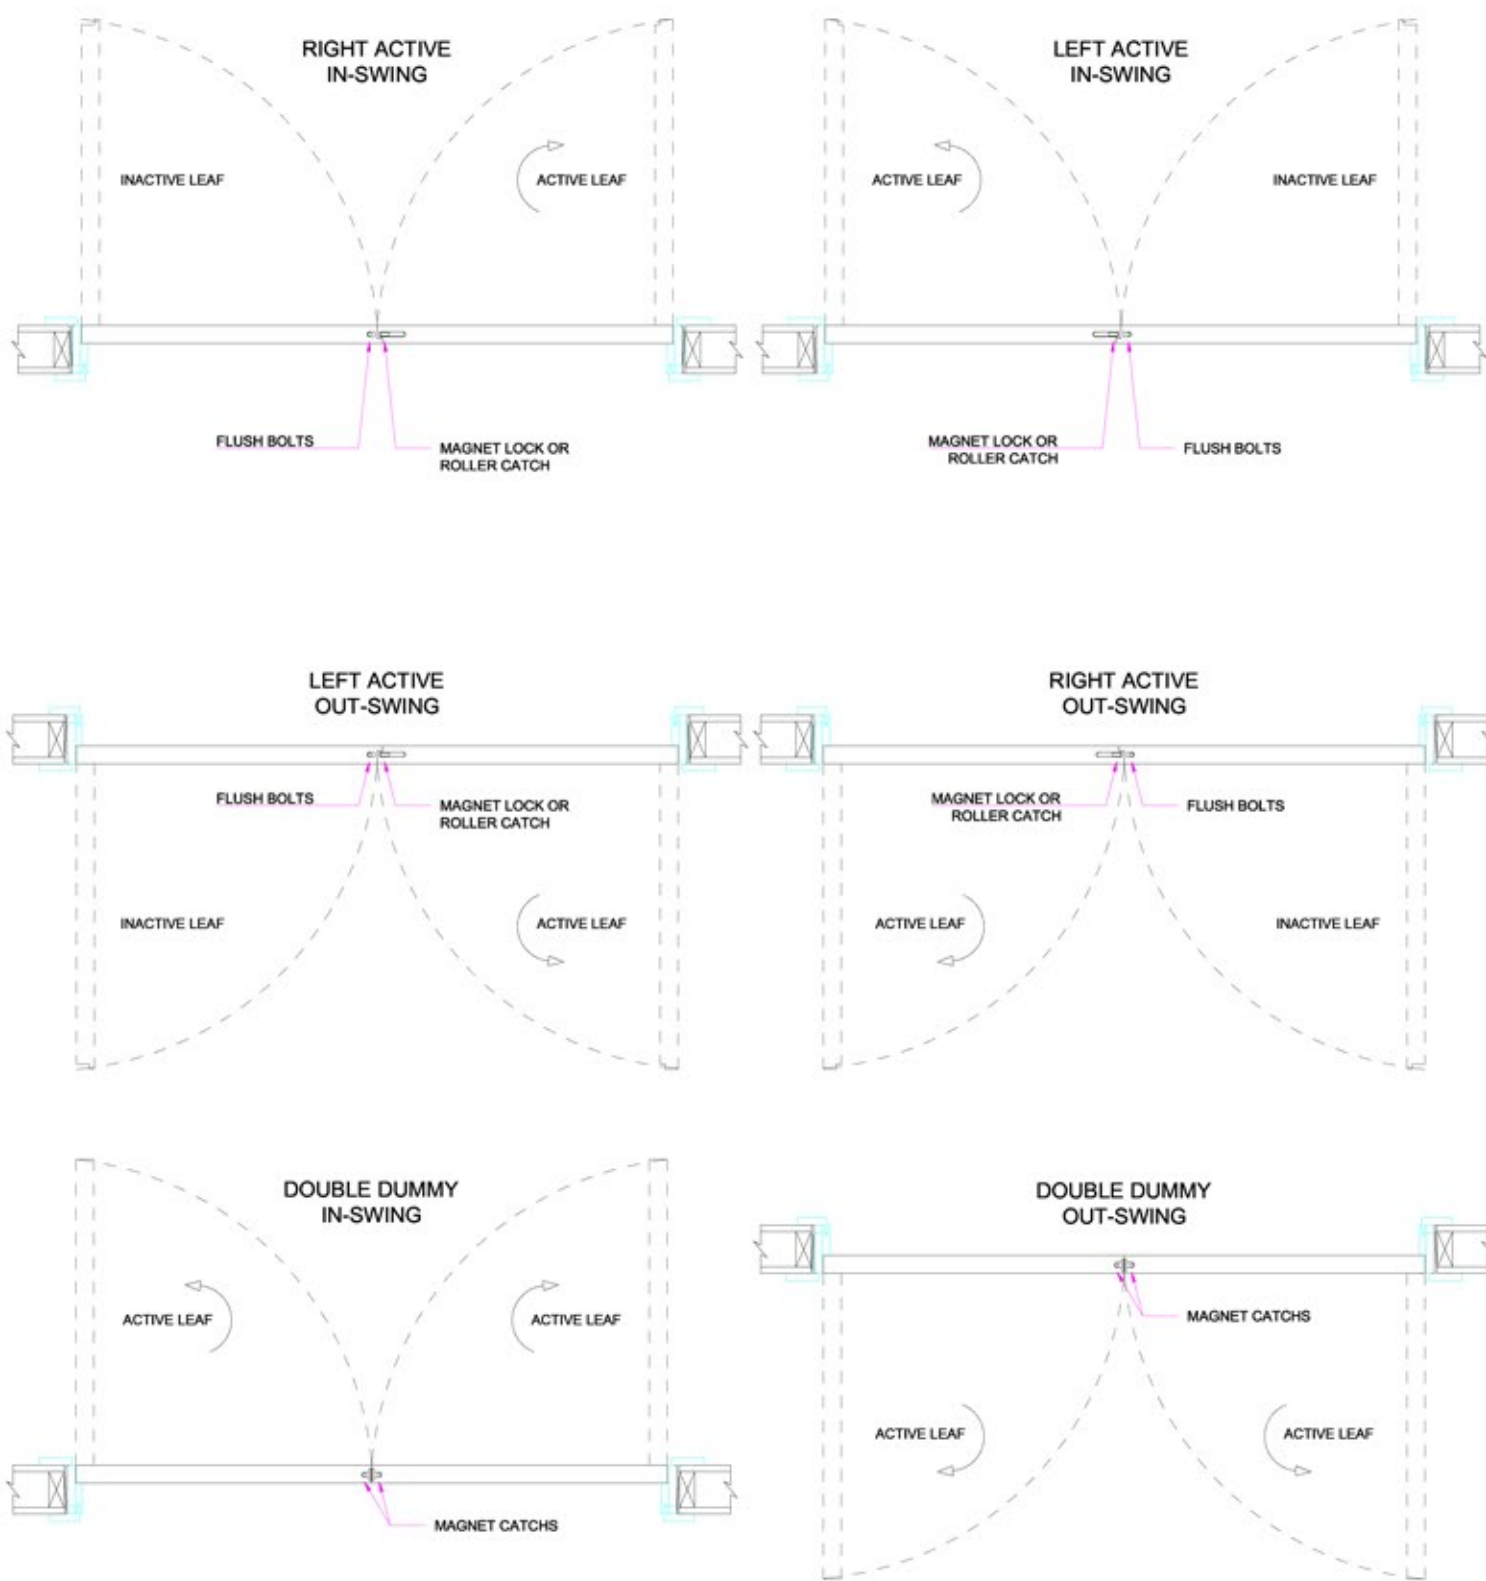 RIGHT ACTIVE
IN-SWING
INACTIVE LEAF
ACTIVE LEAF
FLUSH BOLTS
MAGNET LOCK OR
ROLLER CATCH
LEFT ACTIVE
IN-SWING
ACTIVE LEAF
INACTIVE LEAF
MAGNET LOCK OR
ROLLER CATCH
FLUSH BOLTS
LEFT ACTIVE
OUT-SWING
FLUSH BOLTS
MAGNET LOCK OR
ROLLER CATCH
INACTIVE LEAF
ACTIVE LEAF
RIGHT ACTIVE
OUT-SWING
MAGNET LOCK OR
ROLLER CATCH
FLUSH BOLTS
ACTIVE LEAF
INACTIVE LEAF
DOUBLE DUMMY
IN-SWING
ACTIVE LEAF
ACTIVE LEAF
MAGNET CATCHS
DOUBLE DUMMY
OUT-SWING
MAGNET CATCHS
ACTIVE LEAF
ACTIVE LEAF